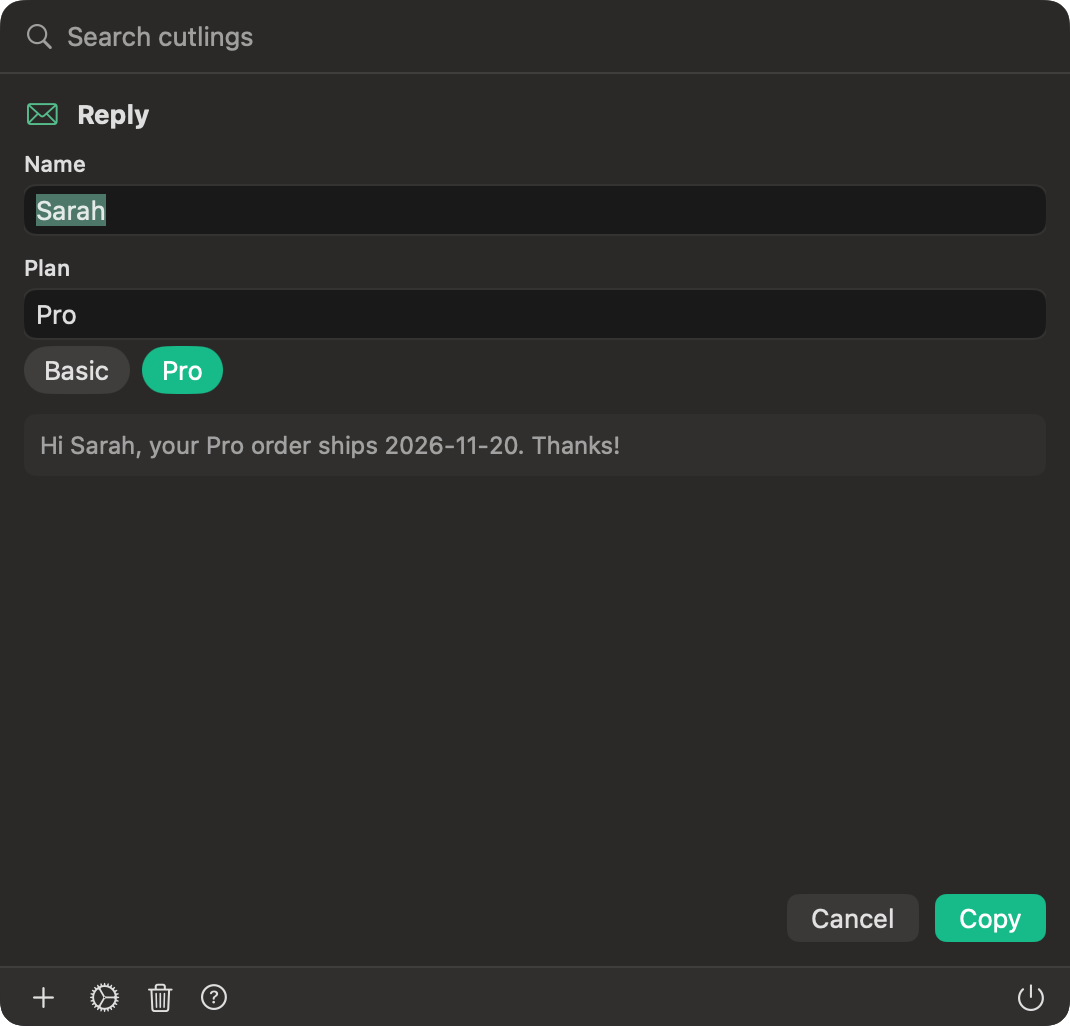 Search cutlings
Reply
Name
Sarah
Plan
Pro
Basic Pro
Hi Sarah, your Pro order ships 2026-11-20. Thanks!
Cancel Copy